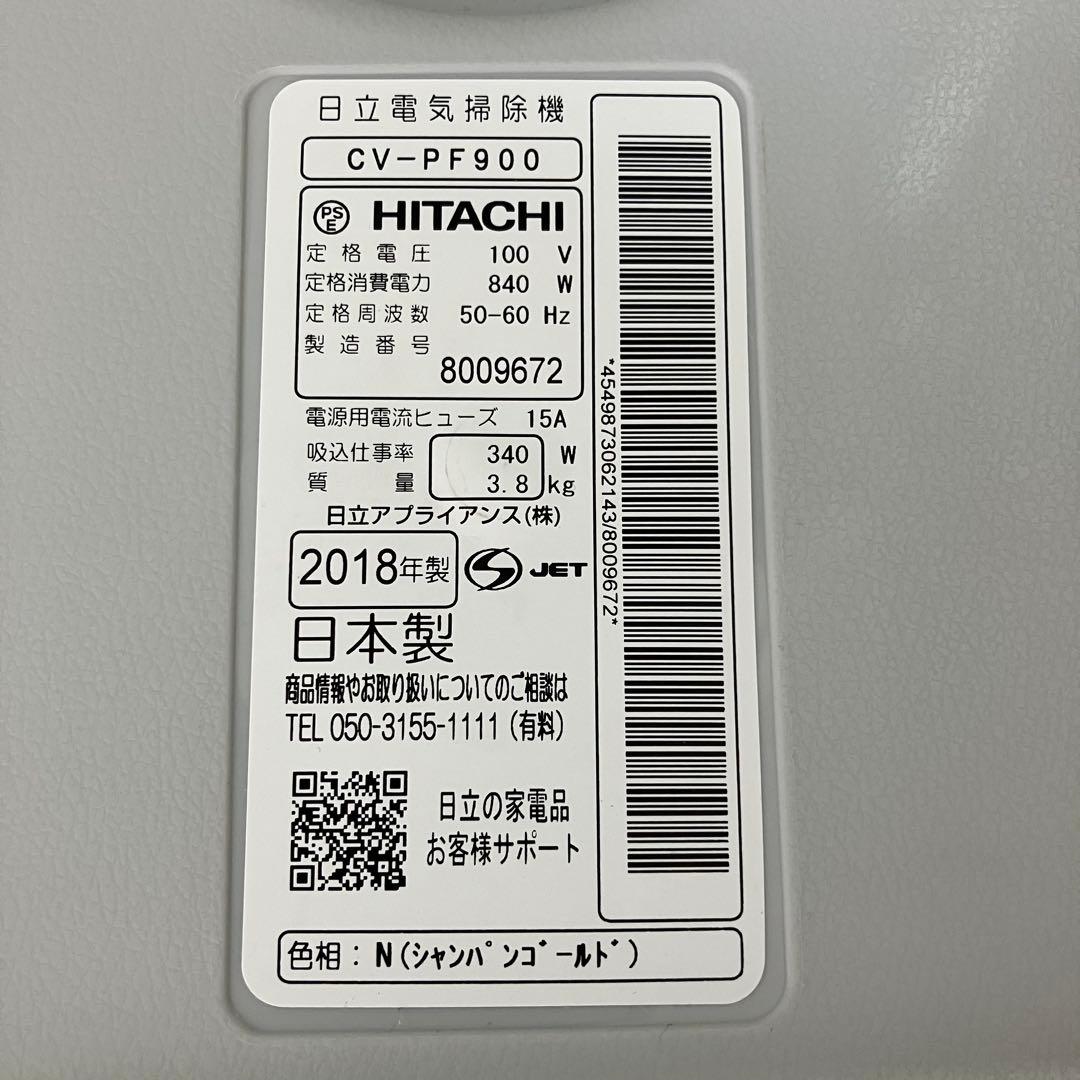 日立電気掃除機
CV-PF900
PS
E
HITACHI
定格電圧 100 V
定格消費電力 840 W
定格周波数 50-60 Hz
製造番号
8009672
電源用電流ヒューズ 15A
吸込仕事率 340 W
質量 3.8 kg
日立アプライアンス(株)
2018年製
S JET
日本製
商品情報やお取り扱いについてのご相談は
TEL 050-3155-1111 (有料)
日立の家電品
お客様サポート
*4549873062143/8009672*
色相: N(シャンパンゴールド)